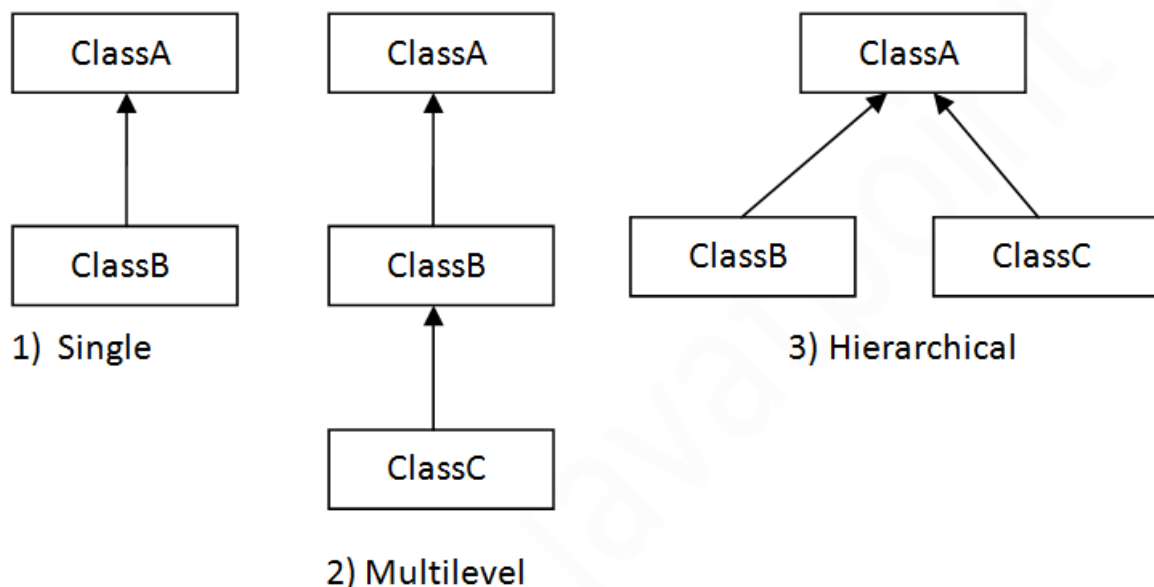 ClassA
ClassB
1) Single
ClassA
ClassB
ClassC
2) Multilevel
ClassA
ClassB
ClassC
3) Hierarchical